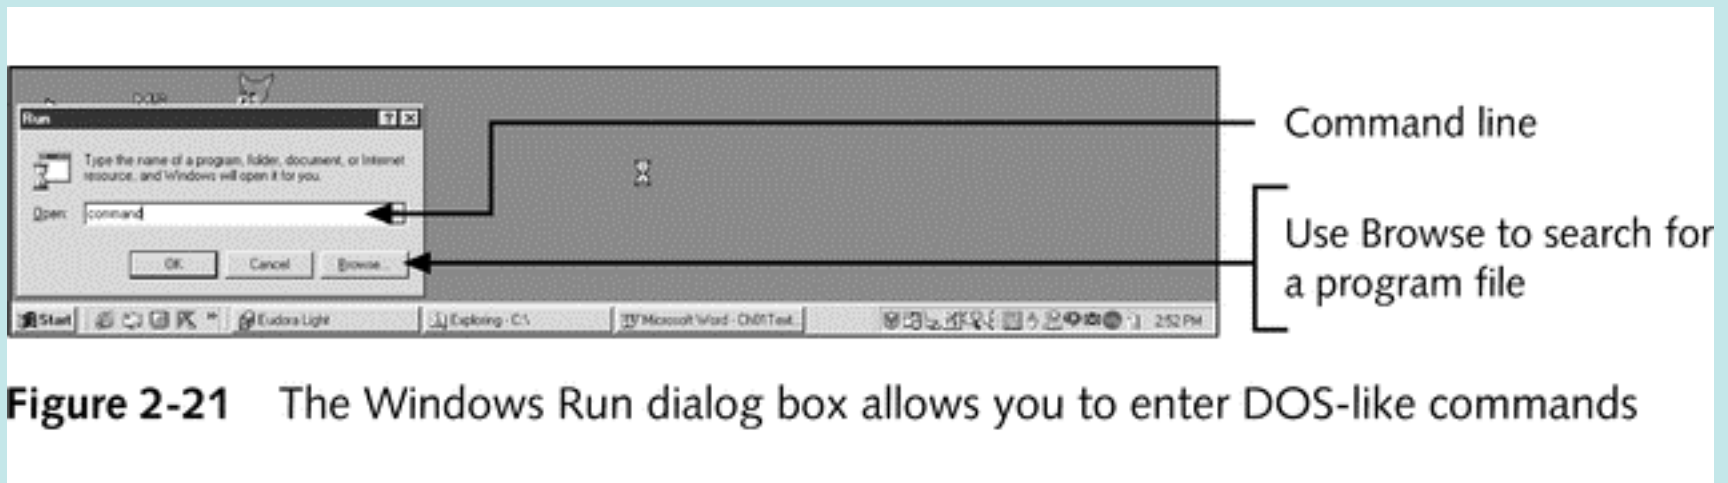 Run
Command line
Type the name of a program, folder, document, or Internet
resource, and Windows will open it for you.
Open: command
Use Browse to search for
a program file
OK Cancel Browse...
Start Eudora Light Exploring - C:\ Microsoft Word - Ch01Text... 2:52 PM
Figure 2-21 The Windows Run dialog box allows you to enter DOS-like commands